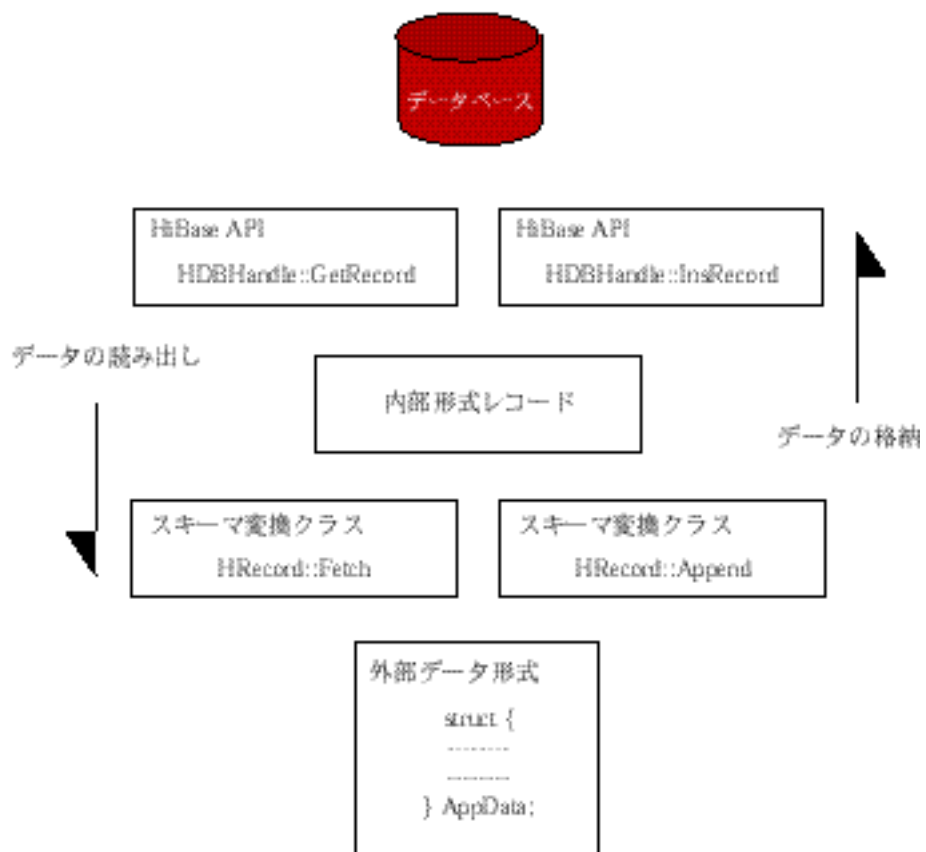 データベース
HiBase API
HDBHandle::GetRecord
HiBase API
HDBHandle::InsRecord
データの読み出し
内部形式レコード
データの格納
スキーマ変換クラス
HRecord::Fetch
スキーマ変換クラス
HRecord::Append
外部データ形式
struct {
--------
--------
} AppData;